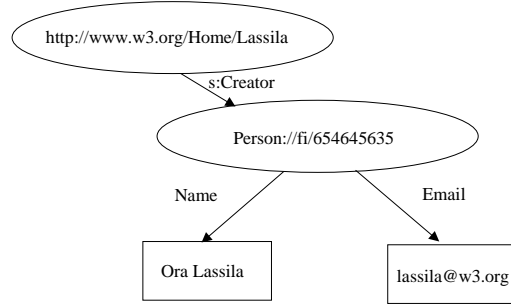 http://www.w3.org/Home/Lassila
s:Creator
Person://fi/654645635
Name
Email
Ora Lassila
lassila@w3.org